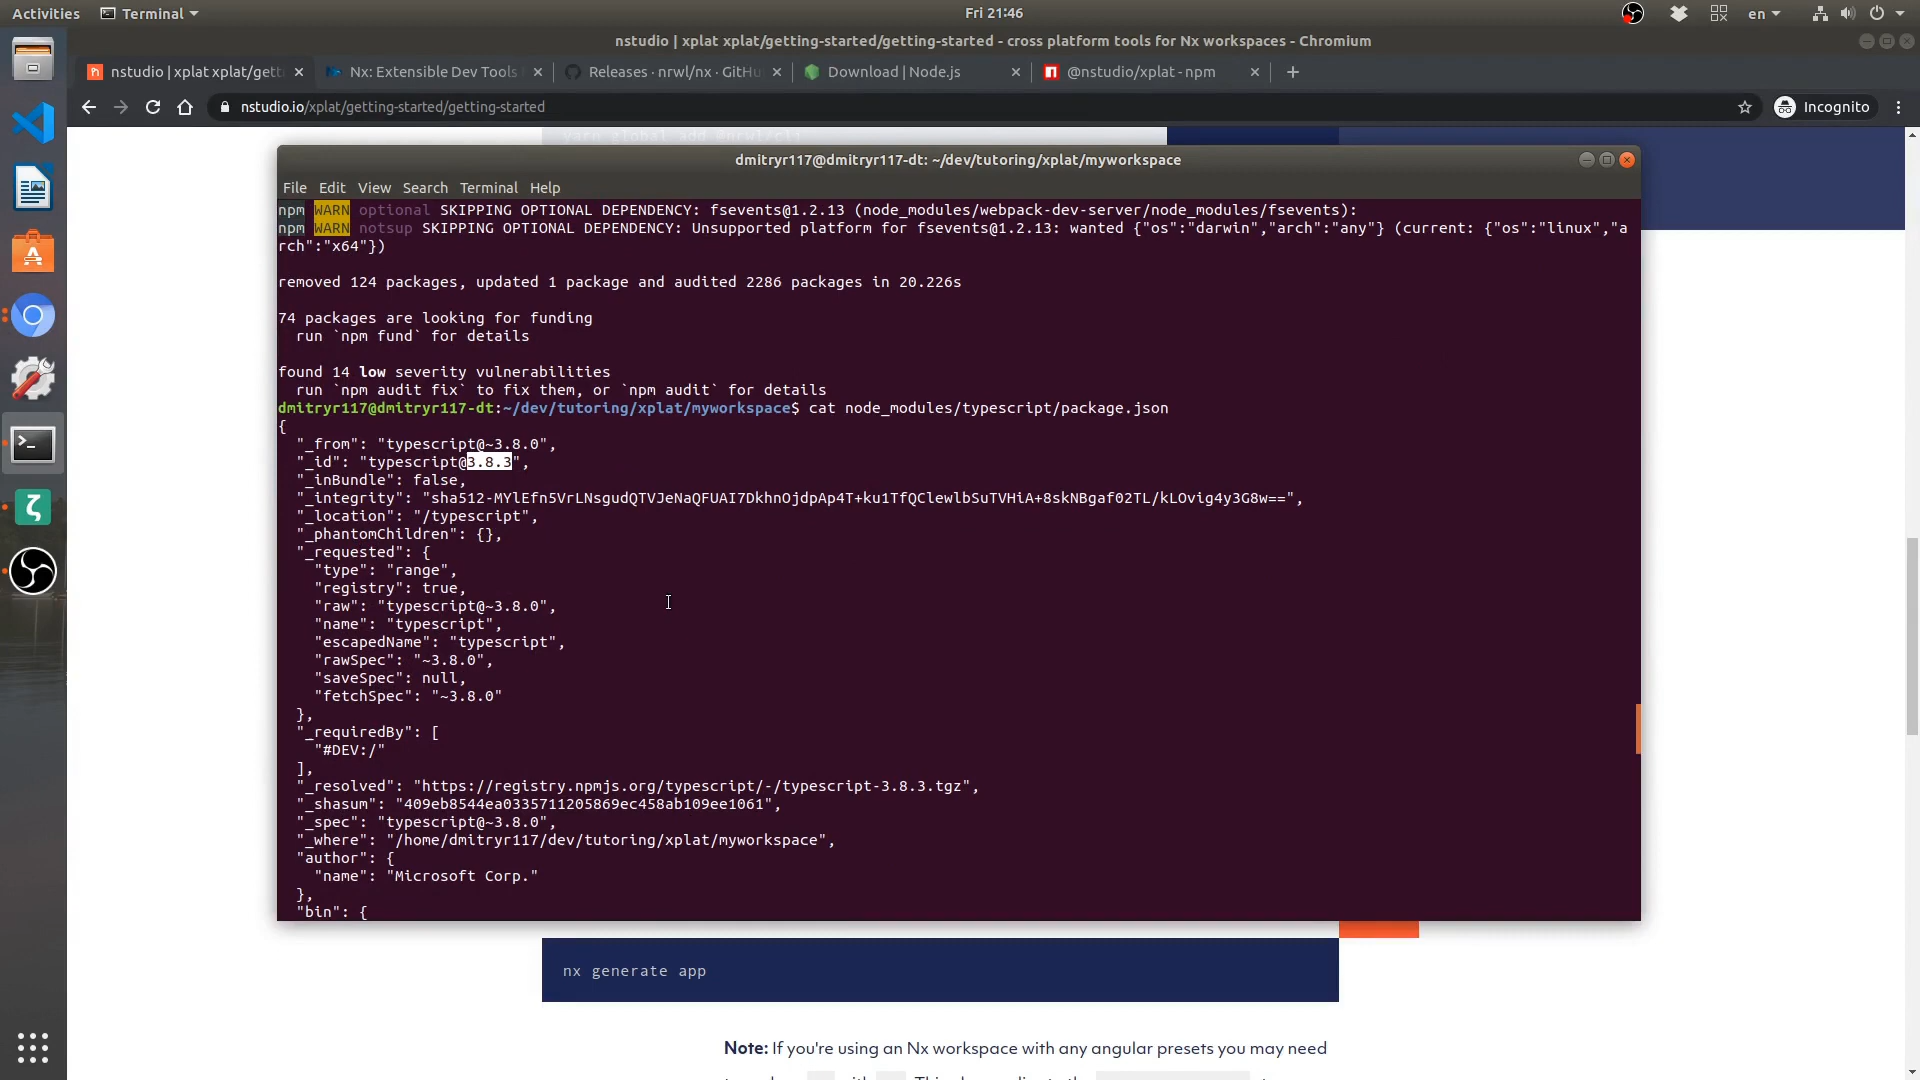 Activities
Terminal
Fri 21:46
en
nstudio | xplat xplat/getting-started/getting-started - cross platform tools for Nx workspaces - Chromium
nstudio | xplat xplat/gett
Nx: Extensible Dev Tools
Releases · nrwl/nx · GitHu
Download | Node.js
@nstudio/xplat - npm
nstudio.io/xplat/getting-started/getting-started
Incognito
yarn global add @nrwl/cli
dmitryr117@dmitryr117-dt: ~/dev/tutoring/xplat/myworkspace
File Edit View Search Terminal Help
npm WARN optional SKIPPING OPTIONAL DEPENDENCY: fsevents@1.2.13 (node_modules/webpack-dev-server/node_modules/fsevents):
npm WARN notsup SKIPPING OPTIONAL DEPENDENCY: Unsupported platform for fsevents@1.2.13: wanted {"os":"darwin","arch":"any"} (current: {"os":"linux","a
rch":"x64"})
removed 124 packages, updated 1 package and audited 2286 packages in 20.226s
74 packages are looking for funding
run `npm fund` for details
found 14 low severity vulnerabilities
run `npm audit fix` to fix them, or `npm audit` for details
dmitryr117@dmitryr117-dt:~/dev/tutoring/xplat/myworkspace$ cat node_modules/typescript/package.json
{
"_from": "typescript@~3.8.0",
"_id": "typescript@3.8.3",
"_inBundle": false,
"_integrity": "sha512-MYlEfn5VrLNsgudQTVJeNaQFUAI7DkhnOjdpAp4T+ku1TfQClewlbSuTVHiA+8skNBgaf02TL/kLOvig4y3G8w==",
"_location": "/typescript",
"_phantomChildren": {},
"_requested": {
"type": "range",
"registry": true,
"raw": "typescript@~3.8.0",
"name": "typescript",
"escapedName": "typescript",
"rawSpec": "~3.8.0",
"saveSpec": null,
"fetchSpec": "~3.8.0"
},
"_requiredBy": [
"#DEV:/"
],
"_resolved": "https://registry.npmjs.org/typescript/-/typescript-3.8.3.tgz",
"_shasum": "409eb8544ea0335711205869ec458ab109ee1061",
"_spec": "typescript@~3.8.0",
"_where": "/home/dmitryr117/dev/tutoring/xplat/myworkspace",
"author": {
"name": "Microsoft Corp."
},
"bin": {
nx generate app
Note: If you're using an Nx workspace with any angular presets you may need